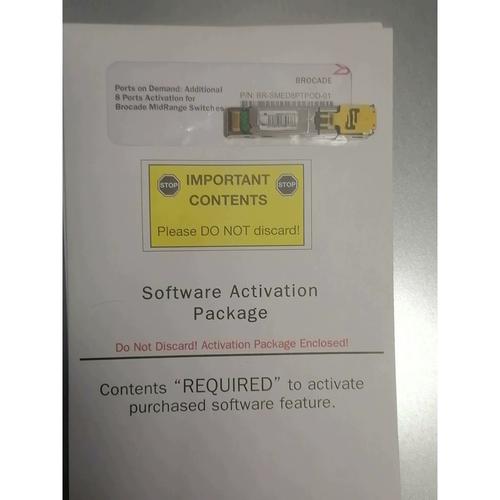 BROCADE
Ports on Demand: Additional
8 Ports Activation for
Brocade MidRange Switches
P/N: BR-SMED8PTPOD-01
STOP
IMPORTANT
STOP
CONTENTS
Please DO NOT discard!
Software Activation
Package
Do Not Discard! Activation Package Enclosed!
Contents “REQUIRED” to activate
purchased software feature.